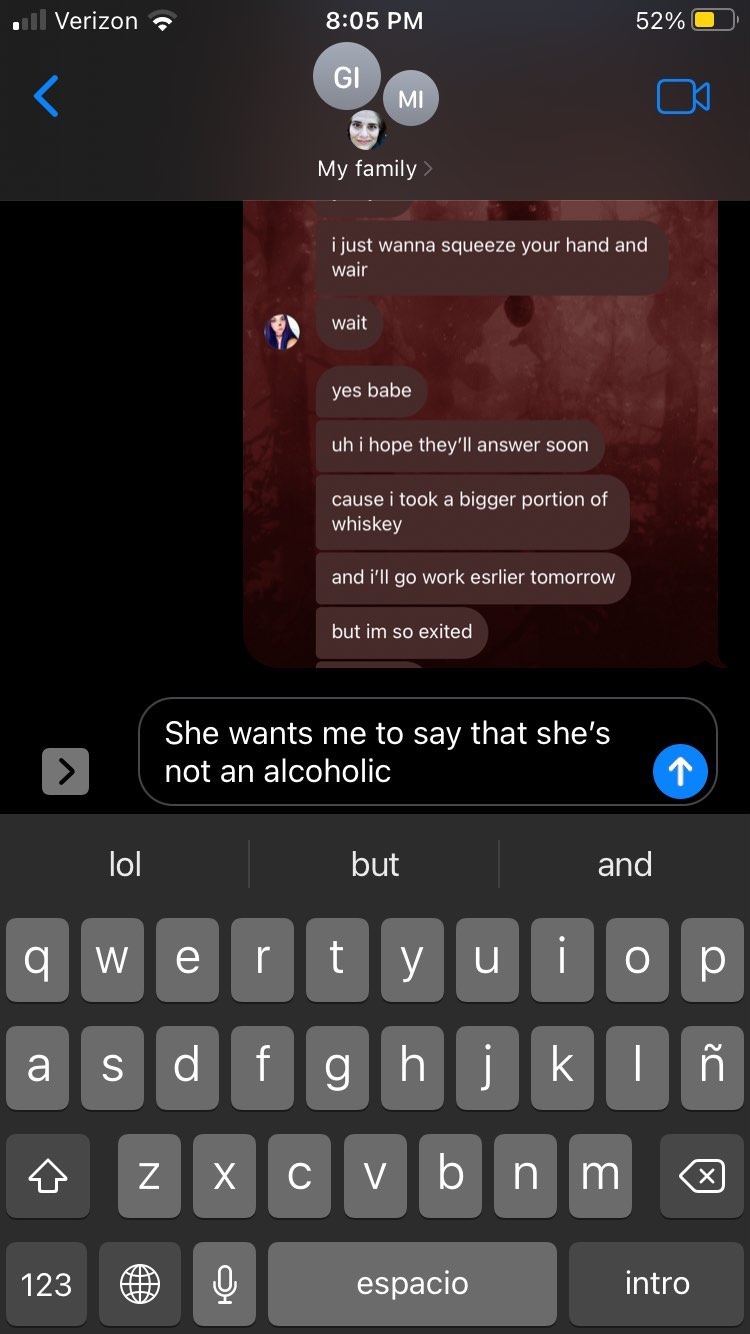 Verizon 8:05 PM 52%
GI
MI
My family
i just wanna squeeze your hand and
wair
wait
yes babe
uh i hope they’ll answer soon
cause i took a bigger portion of
whiskey
and i’ll go work esrlier tomorrow
but im so exited
She wants me to say that she’s
not an alcoholic
lol but and
q w e r t y u i o p
a s d f g h j k l ñ
z x c v b n m
123 espacio intro